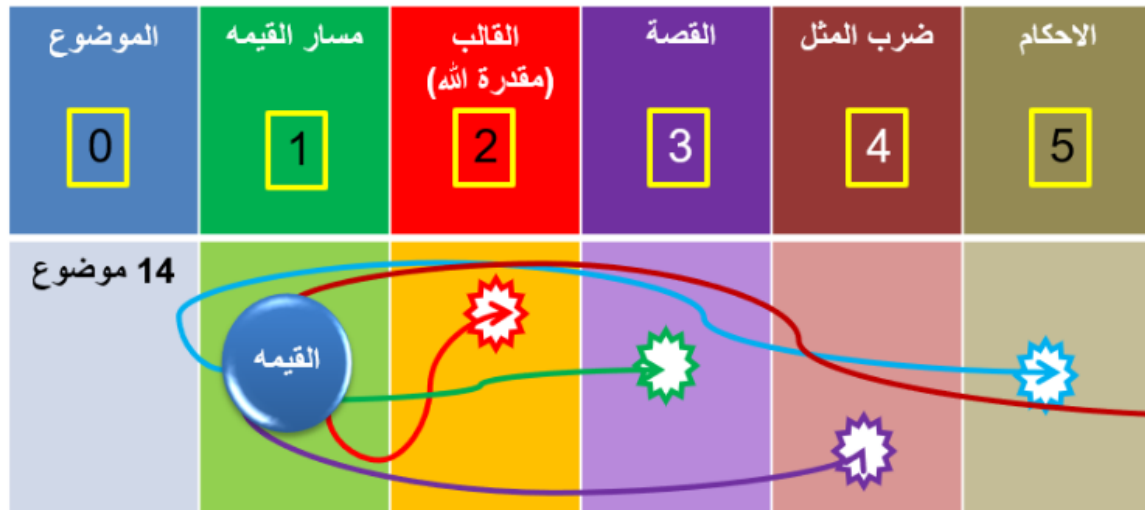 الموضوع
مسار القيمه
القالب
(مقدرة الله)
القصة
ضرب المثل
الاحكام
0
1
2
3
4
5
14 موضوع
القيمه